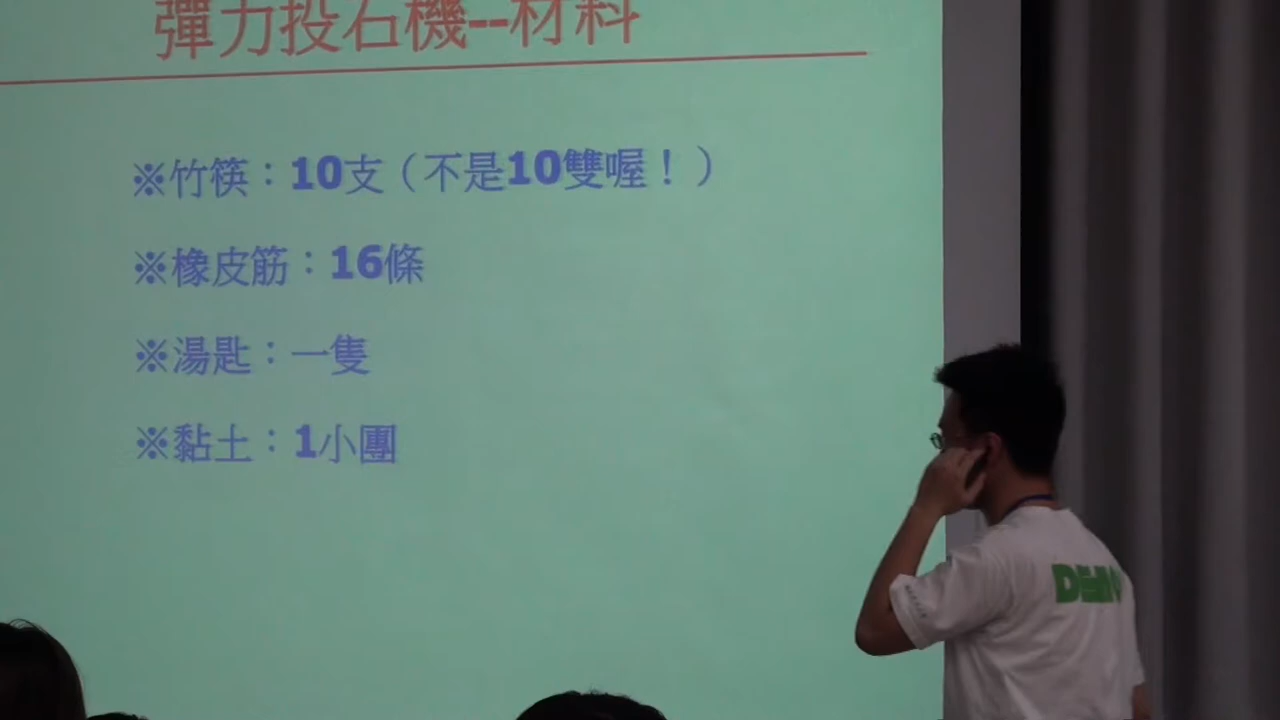 彈力投石機--材料
※竹筷：10支（不是10雙喔！）
※橡皮筋：16條
※湯匙：一隻
※黏土：1小團